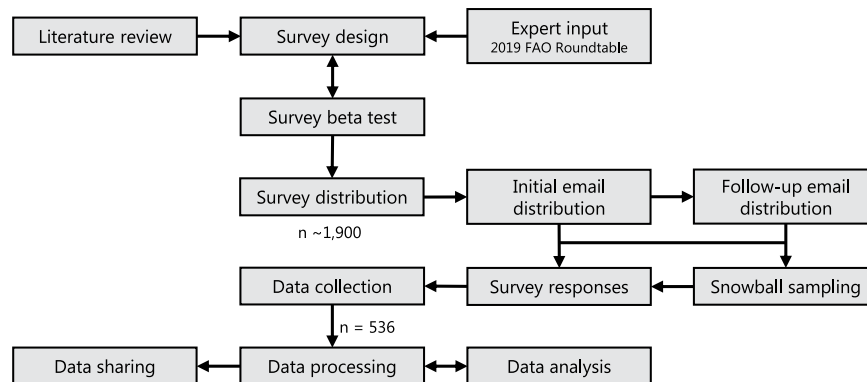 Literature review
Survey design
Expert input
2019 FAO Roundtable
Survey beta test
Survey distribution
n ~1,900
Initial email
distribution
Follow-up email
distribution
Data collection
Survey responses
Snowball sampling
n = 536
Data sharing
Data processing
Data analysis